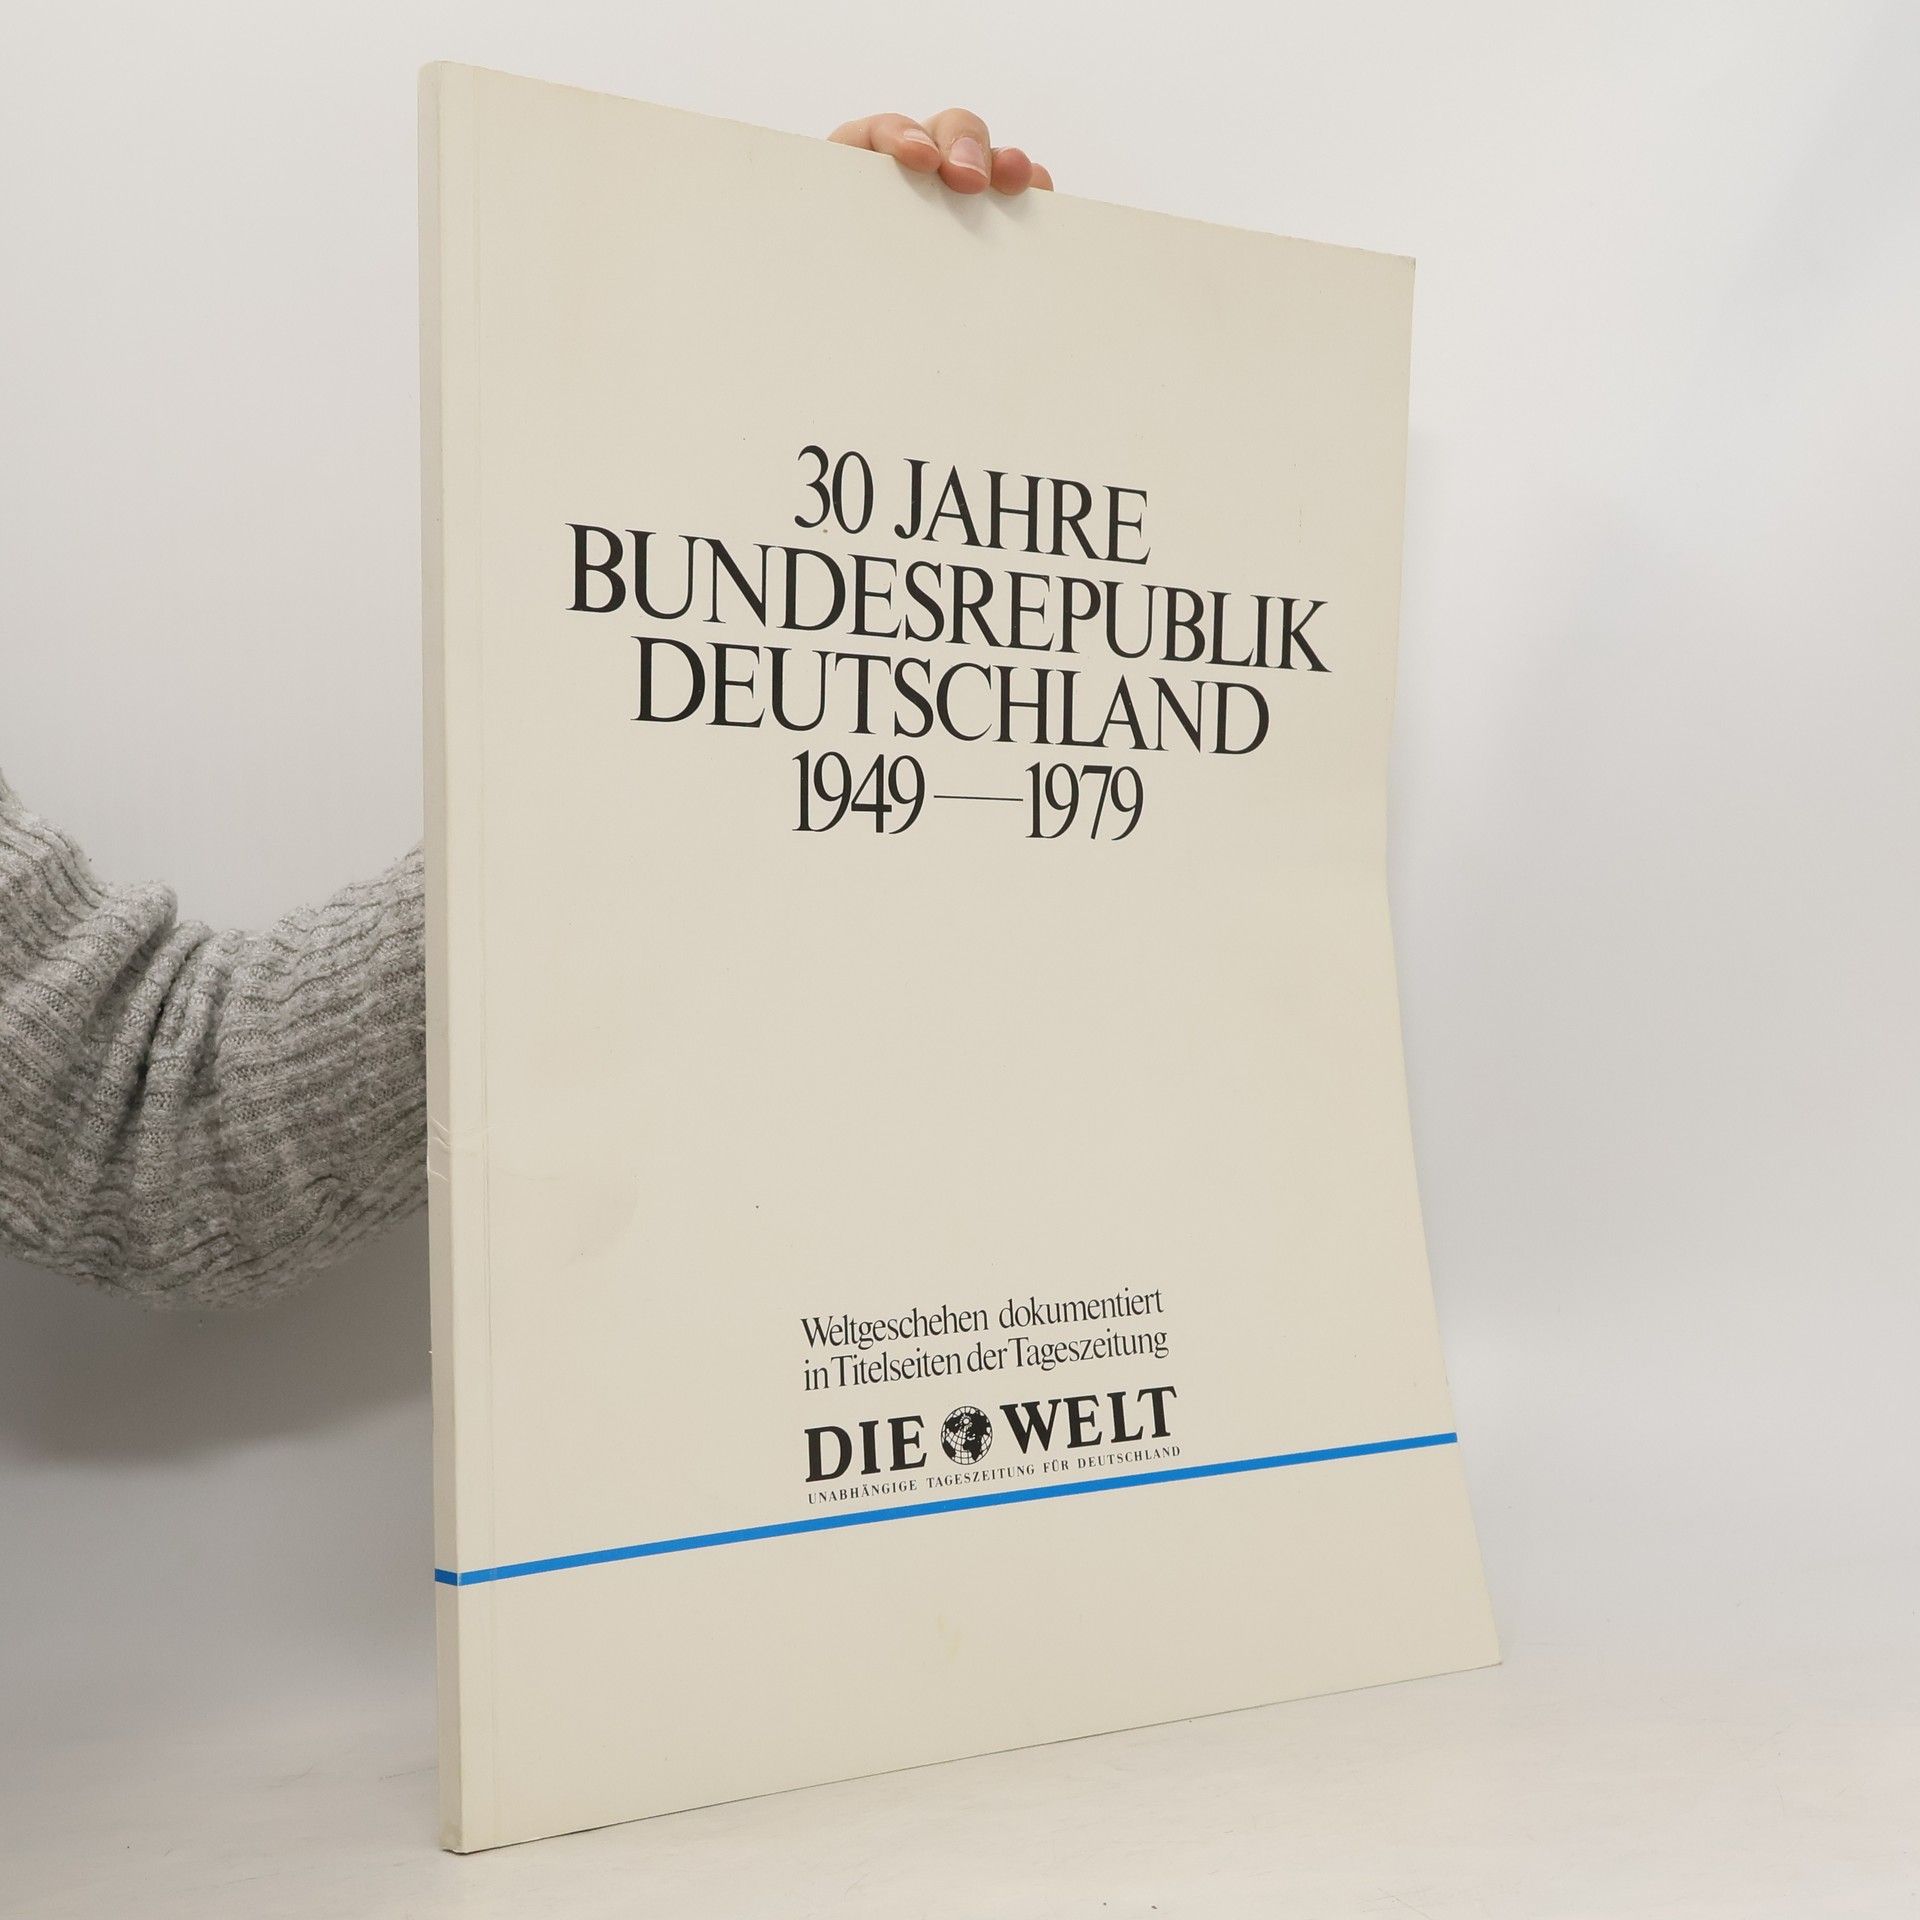 30 JAHRE
BUNDESREPUBLIK
DEUTSCHLAND
1949—1979
Weltgeschehen dokumentiert
in Titelseiten der Tageszeitung
DIE WELT
UNABHÄNGIGE TAGESZEITUNG FÜR DEUTSCHLAND